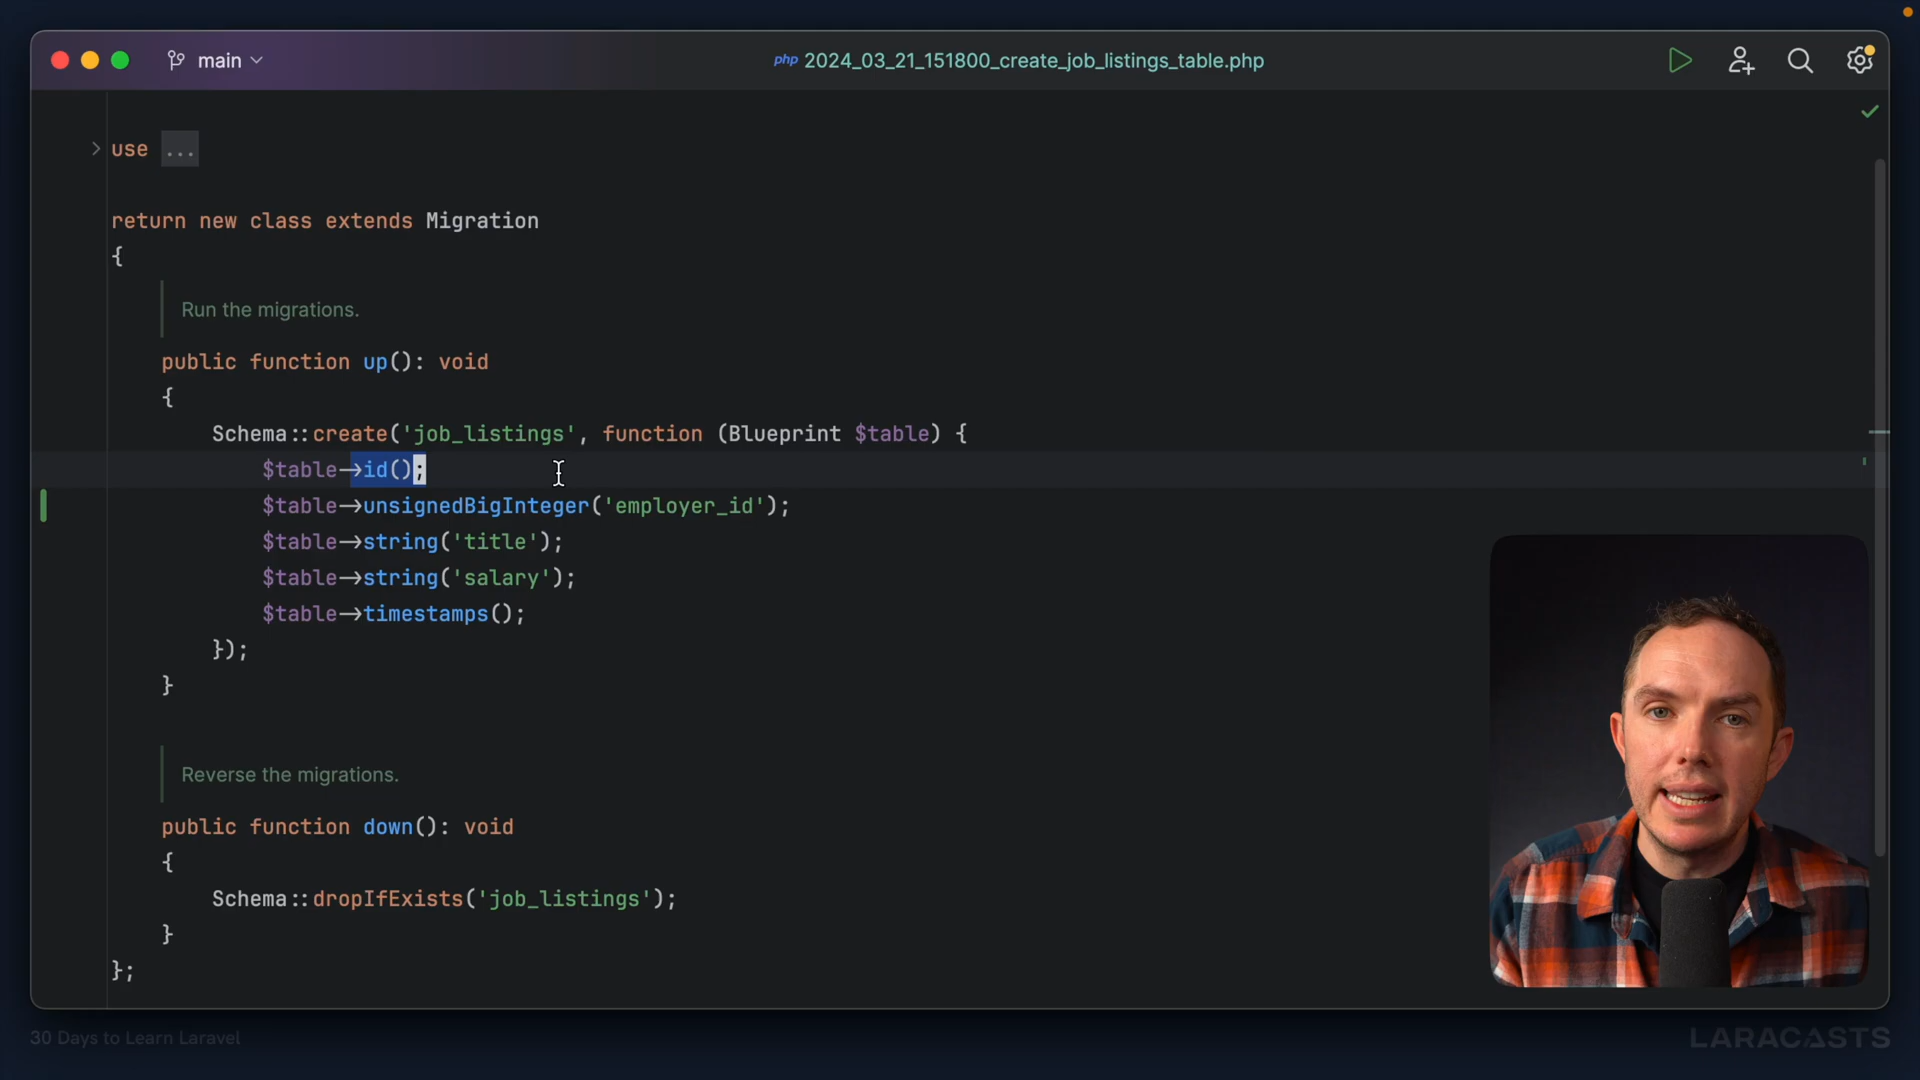 main
php 2024_03_21_151800_create_job_listings_table.php
use ...
return new class extends Migration
{
Run the migrations.
public function up(): void
{
Schema::create('job_listings', function (Blueprint $table) {
$table->id();
$table->unsignedBigInteger('employer_id');
$table->string('title');
$table->string('salary');
$table->timestamps();
});
}
Reverse the migrations.
public function down(): void
{
Schema::dropIfExists('job_listings');
}
};
30 Days to Learn Laravel
LARACASTS